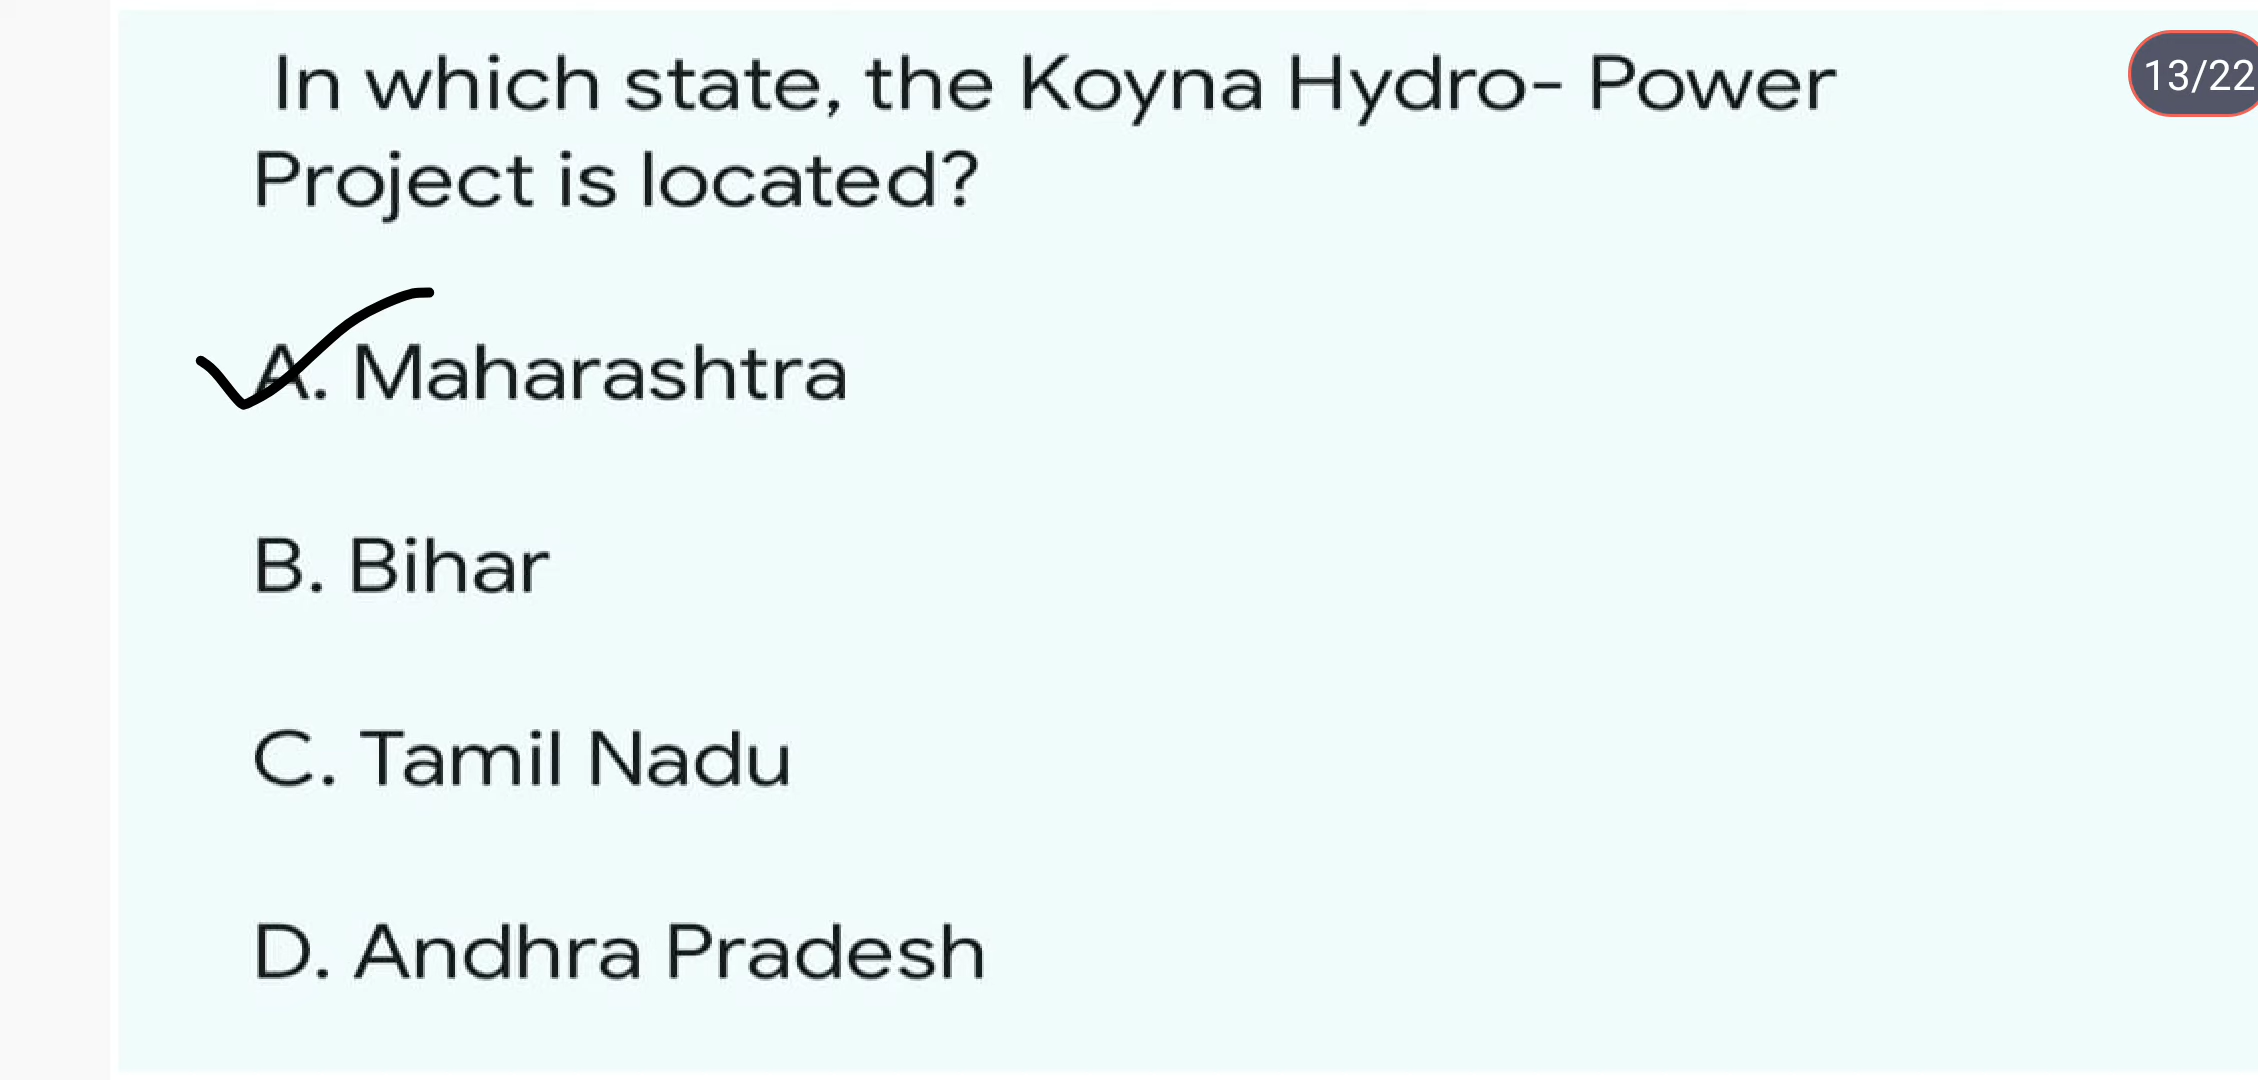 In which state, the Koyna Hydro- Power
13/22
Project is located?
A. Maharashtra
B. Bihar
C. Tamil Nadu
D. Andhra Pradesh